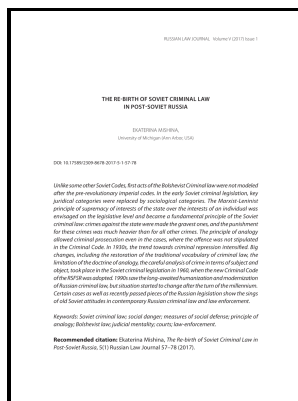 RUSSIAN LAW JOURNAL Volume V (2017) Issue 1
THE RE-BIRTH OF SOVIET CRIMINAL LAW
IN POST-SOVIET RUSSIA
EKATERINA MISHINA,
University of Michigan (Ann Arbor, USA)
DOI: 10.17589/2309-8678-2017-5-1-57-78
Unlike some other Soviet Codes, first acts of the Bolshevist Criminal law were not modeled
after the pre-revolutionary imperial codes. In the early Soviet criminal legislation, key
juridical categories were replaced by sociological categories. The Marxist-Leninist
principle of supremacy of interests of the state over the interests of an individual was
envisaged on the legislative level and became a fundamental principle of the Soviet
criminal law: crimes against the state were made the gravest ones, and the punishment
for these crimes was much heavier than for all other crimes. The principle of analogy
allowed criminal prosecution even in the cases, where the offence was not stipulated
in the Criminal Code. In 1930s, the trend towards criminal repression intensified. Big
changes, including the restoration of the traditional vocabulary of criminal law, the
limitation of the doctrine of analogy, the careful analysis of crime in terms of subject and
object, took place in the Soviet criminal legislation in 1960, when the new Criminal Code
of the RSFSR was adopted. 1990s saw the long-awaited humanization and modernization
of Russian criminal law, but situation started to change after the turn of the millennium.
Certain cases as well as recently passed pieces of the Russian legislation show the sings
of old Soviet attitudes in contemporary Russian criminal law and law enforcement.
Keywords: Soviet criminal law; social danger; measures of social defense; principle of
analogy; Bolshevist law; judicial mentality; courts; law-enforcement.
Recommended citation: Ekaterina Mishina, The Re-birth of Soviet Criminal Law in
Post-Soviet Russia, 5(1) Russian Law Journal 57–78 (2017).